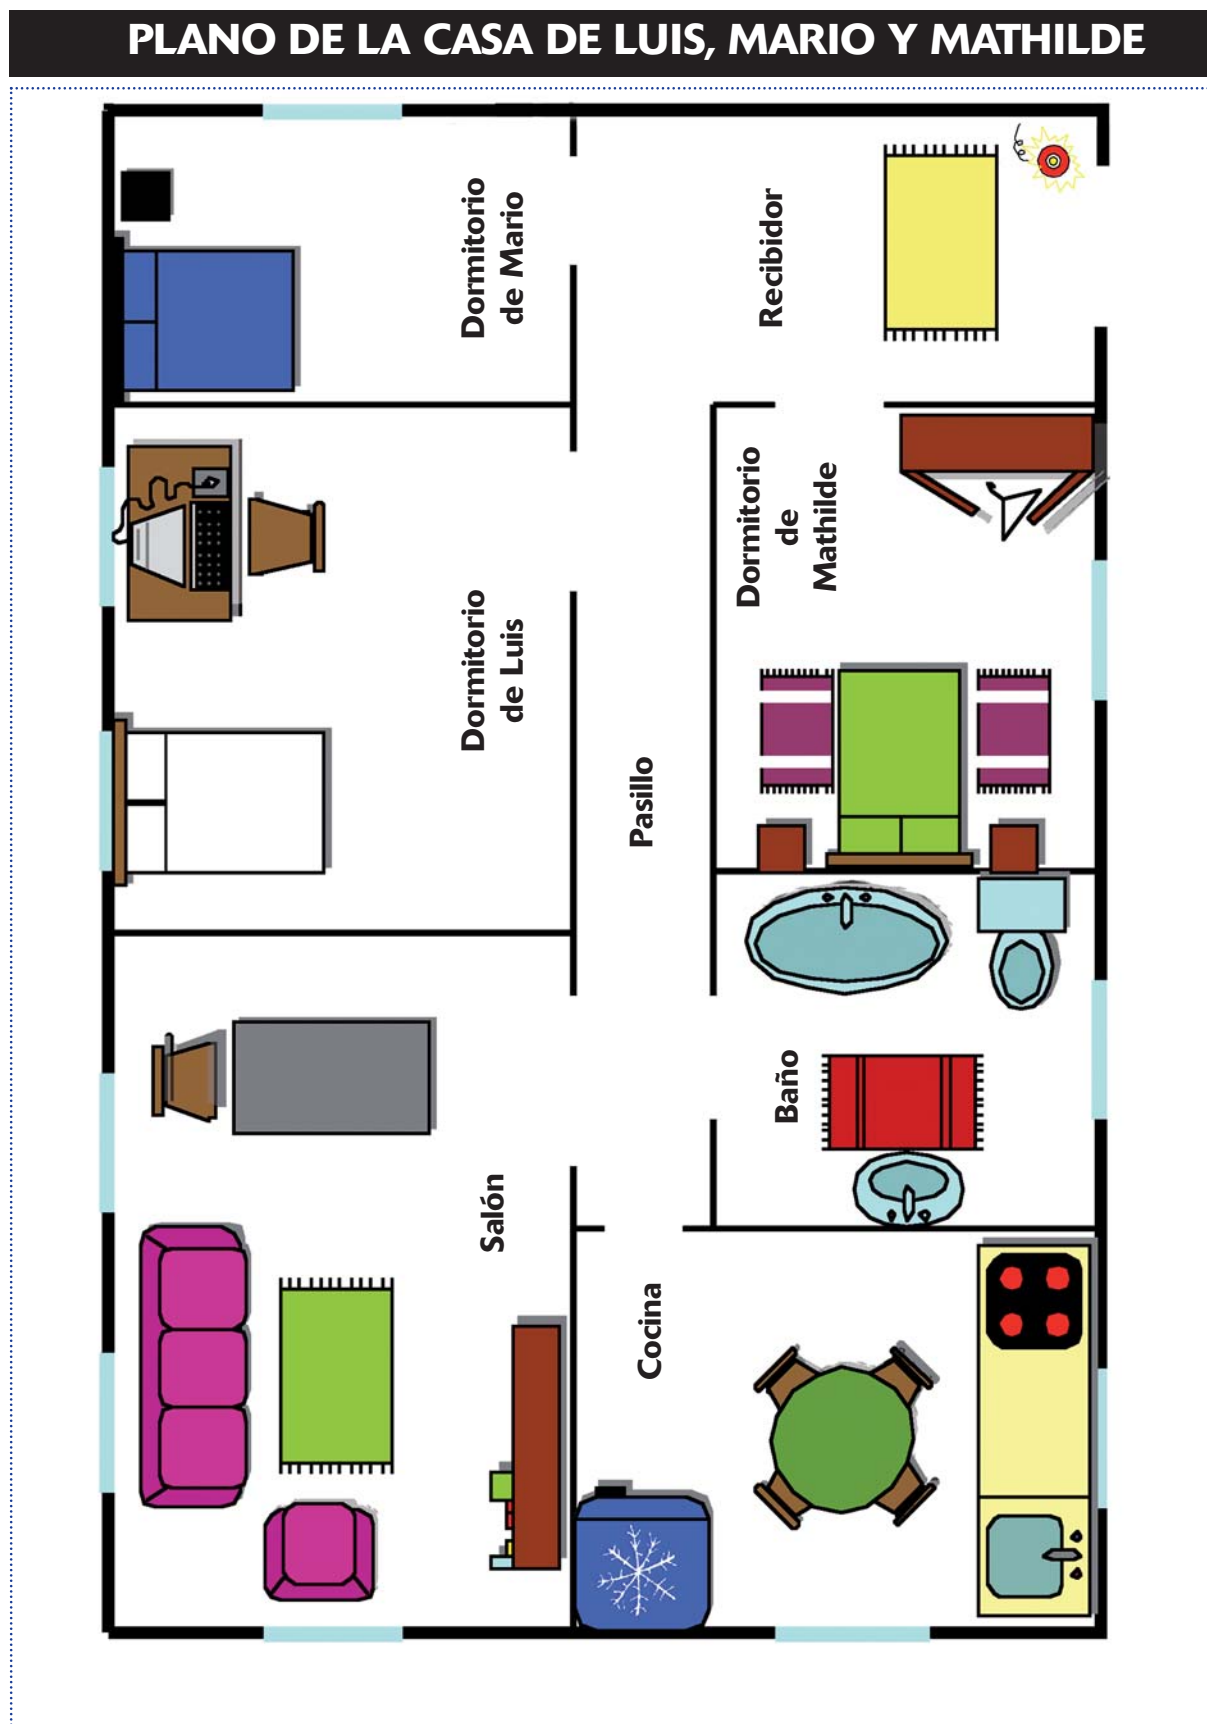 PLANO DE LA CASA DE LUIS, MARIO Y MATHILDE
Dormitorio
de Mario
Recibidor
Dormitorio
de Luis
Dormitorio
de
Mathilde
Pasillo
Baño
Salón
Cocina